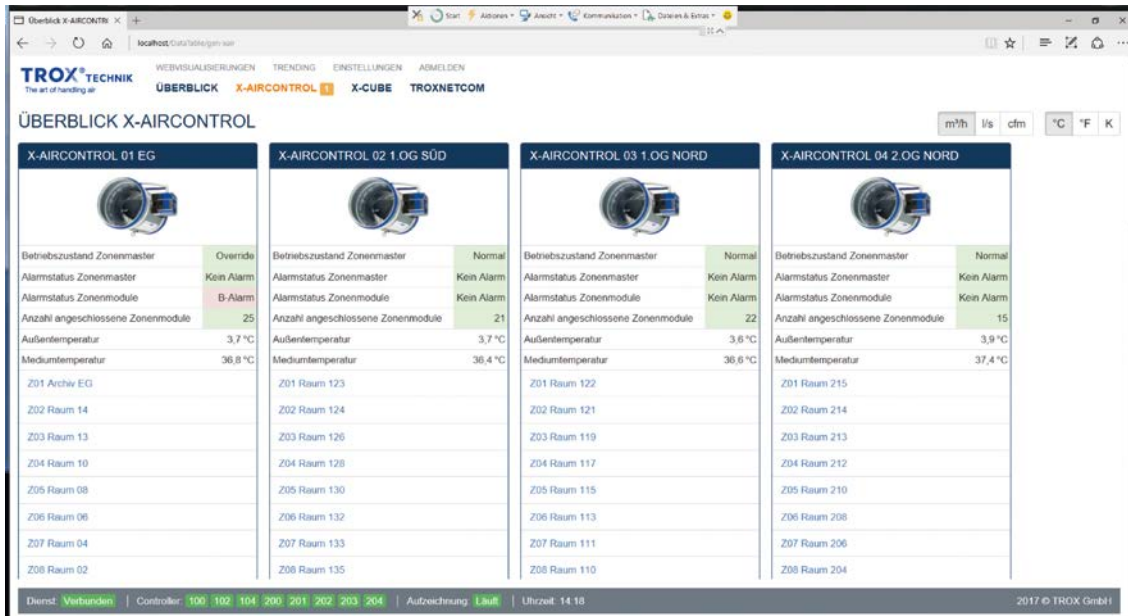 Überblick X-AIRCONTRI
Start Aktionen Ansicht Kommunikation Dateien & Extras
localhost/DataTable/gen-xair
TROX® TECHNIK
The art of handling air
WEBVISUALISIERUNGEN TRENDING EINSTELLUNGEN ABMELDEN
ÜBERBLICK X-AIRCONTROL 1 X-CUBE TROXNETCOM
ÜBERBLICK X-AIRCONTROL
m³/h l/s cfm °C °F K
X-AIRCONTROL 01 EG
Betriebszustand Zonenmaster Override
Alarmstatus Zonenmaster Kein Alarm
Alarmstatus Zonenmodule B-Alarm
Anzahl angeschlossene Zonenmodule 25
Außentemperatur 3,7 °C
Mediumtemperatur 36,8 °C
Z01 Archiv EG
Z02 Raum 14
Z03 Raum 13
Z04 Raum 10
Z05 Raum 08
Z06 Raum 06
Z07 Raum 04
Z08 Raum 02
X-AIRCONTROL 02 1.OG SÜD
Betriebszustand Zonenmaster Normal
Alarmstatus Zonenmaster Kein Alarm
Alarmstatus Zonenmodule Kein Alarm
Anzahl angeschlossene Zonenmodule 21
Außentemperatur 3,7 °C
Mediumtemperatur 36,4 °C
Z01 Raum 123
Z02 Raum 124
Z03 Raum 126
Z04 Raum 128
Z05 Raum 130
Z06 Raum 132
Z07 Raum 133
Z08 Raum 135
X-AIRCONTROL 03 1.OG NORD
Betriebszustand Zonenmaster Normal
Alarmstatus Zonenmaster Kein Alarm
Alarmstatus Zonenmodule Kein Alarm
Anzahl angeschlossene Zonenmodule 22
Außentemperatur 3,6 °C
Mediumtemperatur 36,6 °C
Z01 Raum 122
Z02 Raum 121
Z03 Raum 119
Z04 Raum 117
Z05 Raum 115
Z06 Raum 113
Z07 Raum 111
Z08 Raum 110
X-AIRCONTROL 04 2.OG NORD
Betriebszustand Zonenmaster Normal
Alarmstatus Zonenmaster Kein Alarm
Alarmstatus Zonenmodule Kein Alarm
Anzahl angeschlossene Zonenmodule 15
Außentemperatur 3,9 °C
Mediumtemperatur 37,4 °C
Z01 Raum 215
Z02 Raum 214
Z03 Raum 213
Z04 Raum 212
Z05 Raum 210
Z06 Raum 208
Z07 Raum 206
Z08 Raum 204
Dienst: Verbunden | Controller: 100 102 104 200 201 202 203 204 | Aufzeichnung: Läuft | Uhrzeit: 14:18 2017 © TROX GmbH